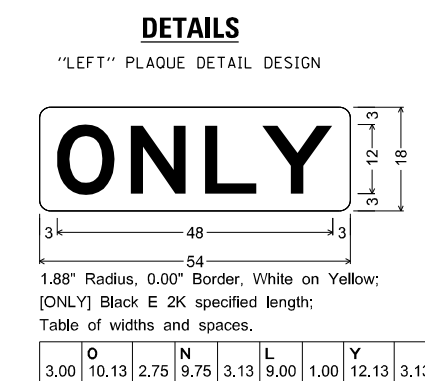 DETAILS
"LEFT" PLAQUE DETAIL DESIGN
ONLY
3
12
3
18
3 48 3
54
1.88" Radius, 0.00" Border, White on Yellow;
[ONLY] Black E 2K specified length;
Table of widths and spaces.
O N L Y
3.00 10.13 2.75 9.75 3.13 9.00 1.00 12.13 3.13